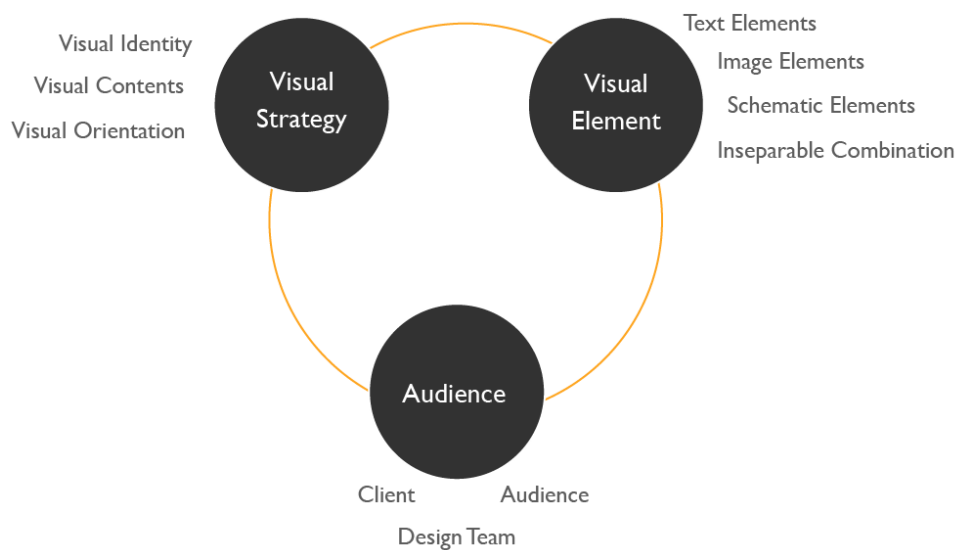 Visual Identity
Visual Contents
Visual Orientation
Visual
Strategy
Visual
Element
Text Elements
Image Elements
Schematic Elements
Inseparable Combination
Audience
Client
Audience
Design Team